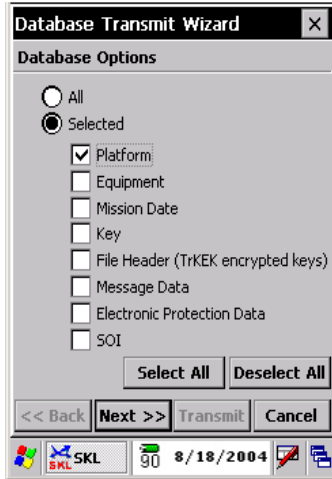 Database Transmit Wizard
Database Options
All
Selected
Platform
Equipment
Mission Date
Key
File Header (TrKEK encrypted keys)
Message Data
Electronic Protection Data
SOI
Select All Deselect All
<< Back Next >> Transmit Cancel
SKL SKL 90 8/18/2004